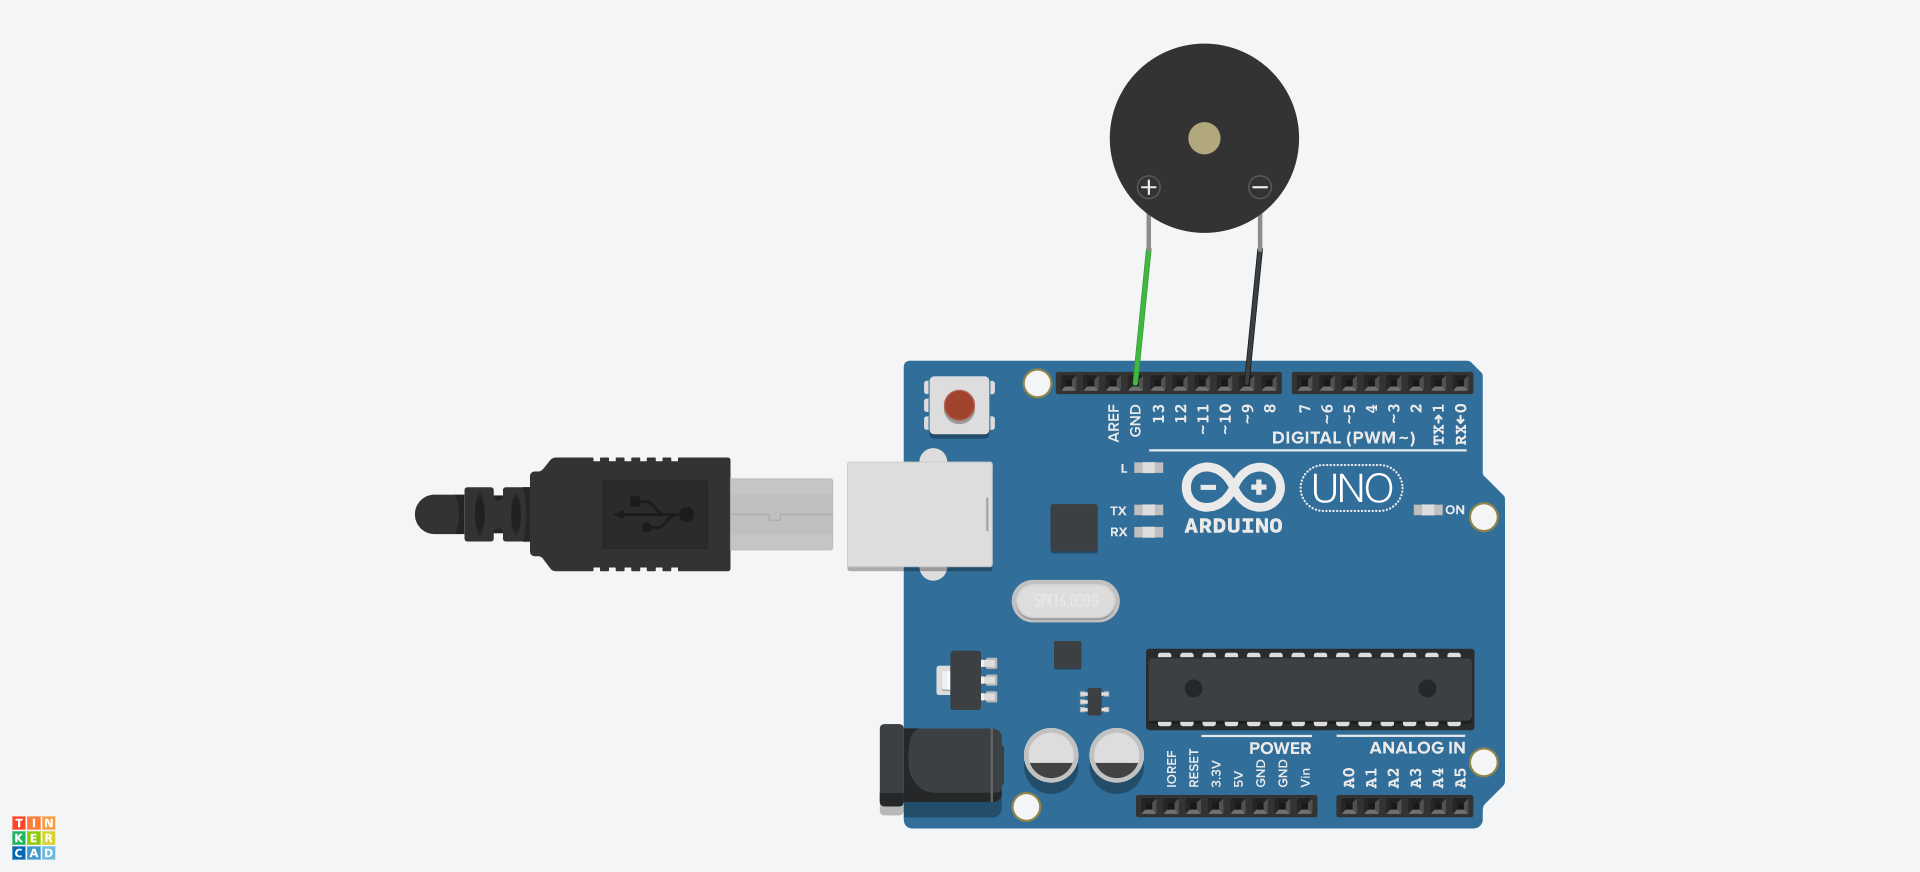 + −
AREF GND 13 12 ~11 ~10 ~9 8 7 ~6 ~5 4 ~3 2 TX→1 RX←0
DIGITAL (PWM ~)
L
TX
RX
UNO
ON
ARDUINO
SPK16.000G
POWER
ANALOG IN
IOREF RESET 3.3V 5V GND GND Vin A0 A1 A2 A3 A4 A5
TIN
KER
CAD